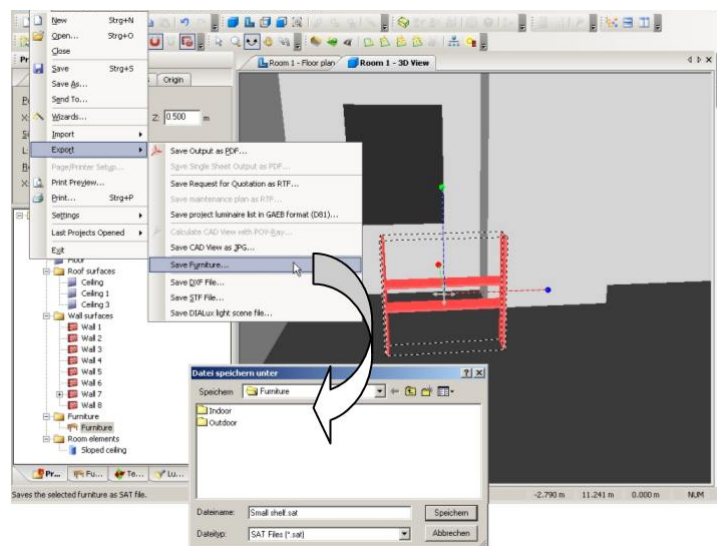 New Strg+N
Open... Strg+O
Close
Save Strg+S
Save As...
Send To...
Wizards...
Import
Export
Page/Printer Setup...
Print Preview...
Print... Strg+P
Settings
Last Projects Opened
Exit
Origin
Z: 0.500 m
Room 1 - Floor plan
Room 1 - 3D View
Save Output as PDF...
Save Single Sheet Output as PDF...
Save Request for Quotation as RTF...
Save maintenance plan as RTF...
Save project luminaire list in GAEB format (D81)...
Calculate CAD View with POV-Ray...
Save CAD View as JPG...
Save Furniture...
Save DXF File...
Save STF File...
Save DIALux light scene file...
Floor
Roof surfaces
Ceiling
Ceiling 1
Ceiling 3
Wall surfaces
Wall 1
Wall 2
Wall 3
Wall 4
Wall 5
Wall 6
Wall 7
Wall 8
Furniture
Furniture
Room elements
Sloped ceiling
Pr... Fu... Te... Lu...
Saves the selected furniture as SAT file.
Datei speichern unter
Speichern Furniture
Indoor
Outdoor
Dateiname: Small shelf.sat Speichern
Dateityp: SAT Files (*.sat) Abbrechen
-2.790 m 11.241 m 0.000 m NUM